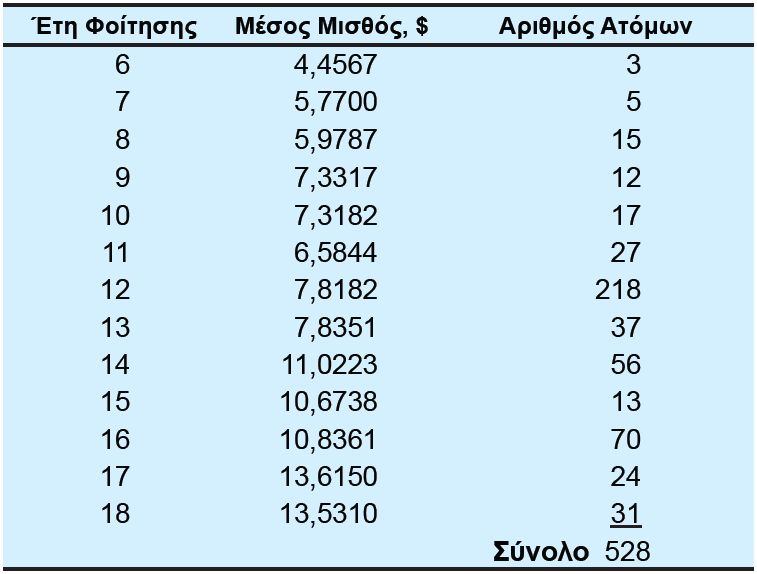 Έτη Φοίτησης Μέσος Μισθός, $ Αριθμός Ατόμων
6 4,4567 3
7 5,7700 5
8 5,9787 15
9 7,3317 12
10 7,3182 17
11 6,5844 27
12 7,8182 218
13 7,8351 37
14 11,0223 56
15 10,6738 13
16 10,8361 70
17 13,6150 24
18 13,5310 31
Σύνολο 528